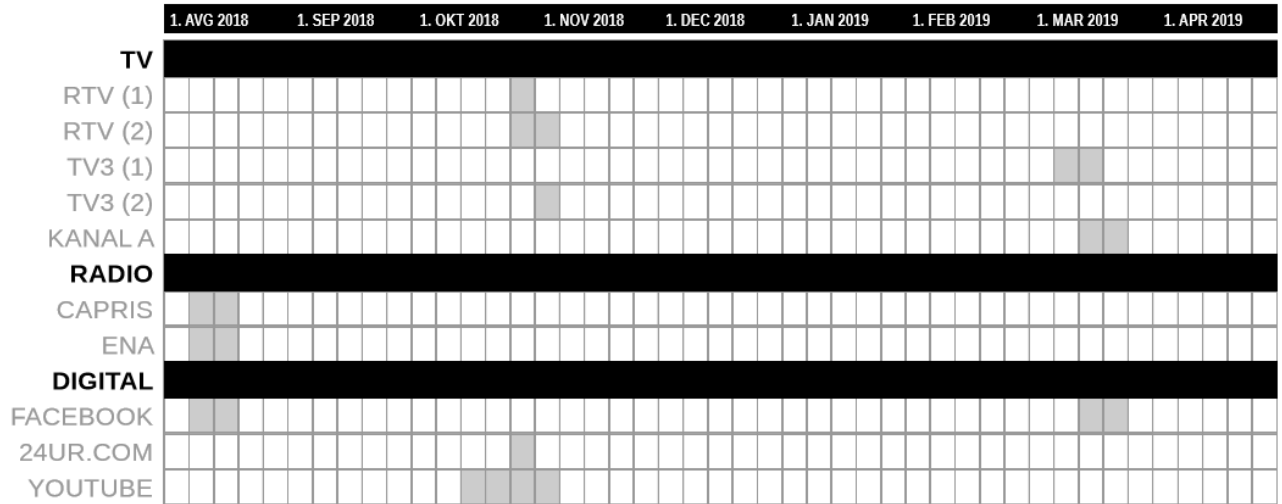 1. AVG 2018 1. SEP 2018 1. OKT 2018 1. NOV 2018 1. DEC 2018 1. JAN 2019 1. FEB 2019 1. MAR 2019 1. APR 2019
TV
RTV (1)
RTV (2)
TV3 (1)
TV3 (2)
KANAL A
RADIO
CAPRIS
ENA
DIGITAL
FACEBOOK
24UR.COM
YOUTUBE